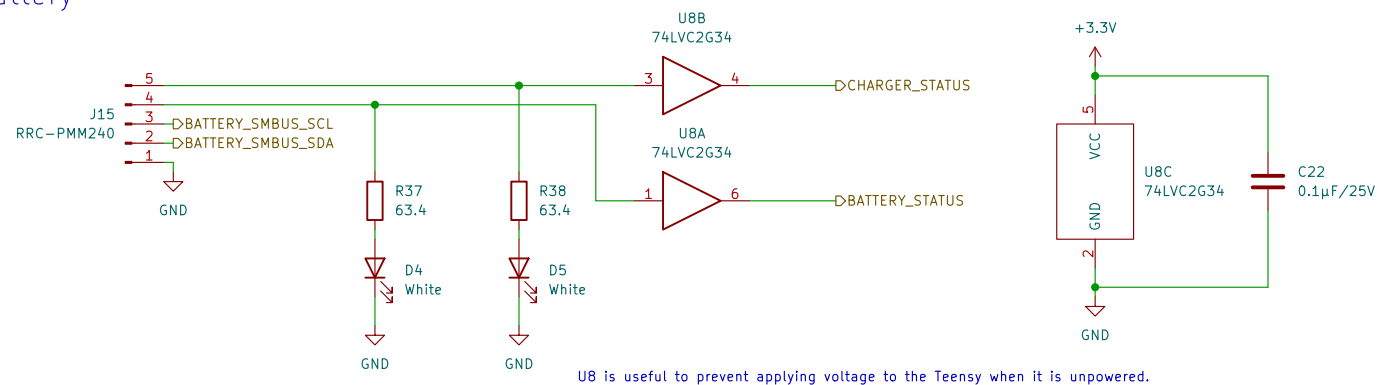 U8B
74LVC2G34
+3.3V
5
3
4
CHARGER_STATUS
4
J15
RRC-PMM240
3
BATTERY_SMBUS_SCL
2
BATTERY_SMBUS_SDA
1
GND
U8A
74LVC2G34
1
6
BATTERY_STATUS
R37
63.4
R38
63.4
D4
White
D5
White
GND
GND
5
VCC
GND
2
U8C
74LVC2G34
C22
0.1µF/25V
GND
U8 is useful to prevent applying voltage to the Teensy when it is unpowered.